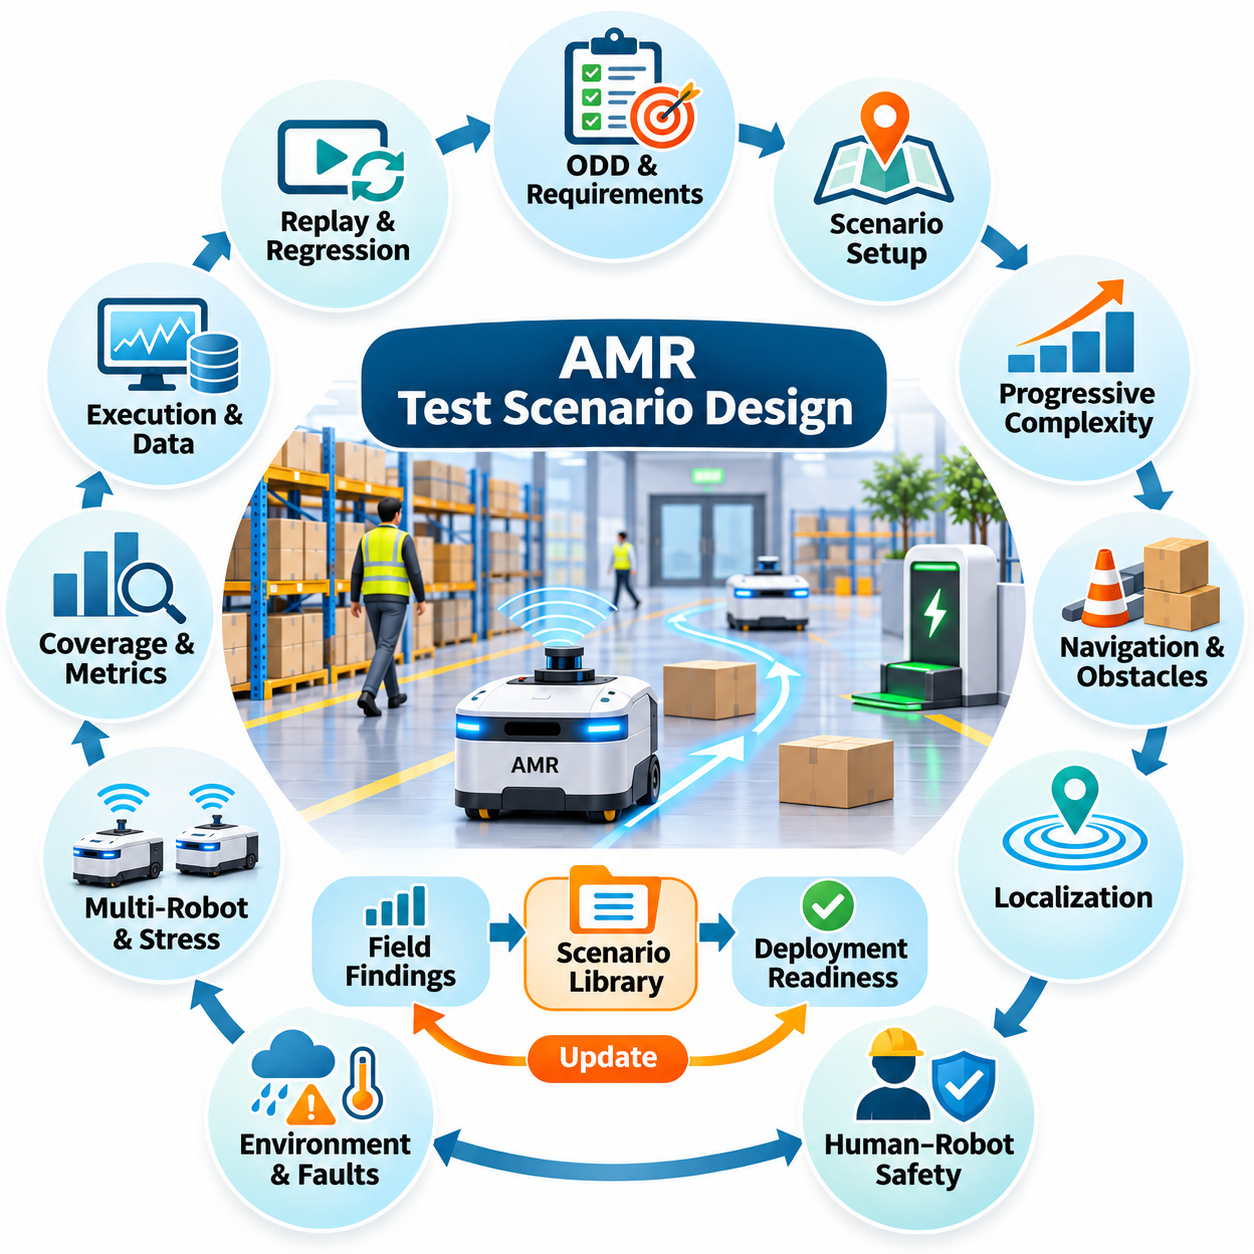 ODD &
Requirements
Scenario
Setup
Progressive
Complexity
Navigation &
Obstacles
Localization
Human–Robot
Safety
Environment
& Faults
Multi-Robot
& Stress
Coverage &
Metrics
Execution &
Data
Replay &
Regression
AMR
Test Scenario Design
AMR
Field
Findings
Scenario
Library
Deployment
Readiness
Update